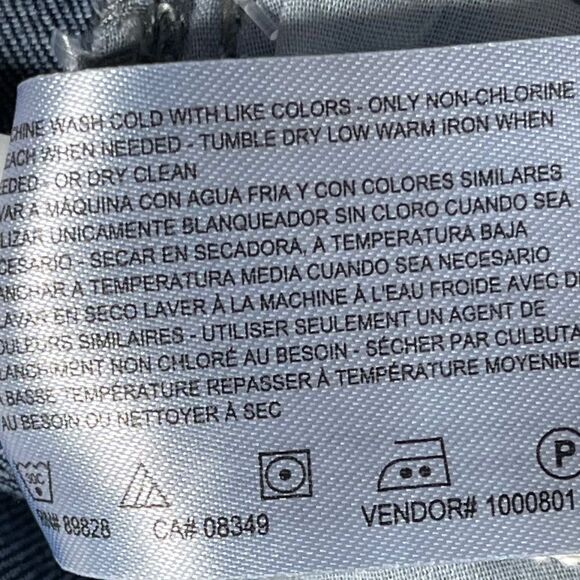 CHINE WASH COLD WITH LIKE COLORS - ONLY NON-CHLORINE
EACH WHEN NEEDED - TUMBLE DRY LOW WARM IRON WHEN
EDED - OR DRY CLEAN
VAR A MÁQUINA CON AGUA FRIA Y CON COLORES SIMILARES
LIZAR UNICAMENTE BLANQUEADOR SIN CLORO CUANDO SEA
CESARIO - SECAR EN SECADORA, A TEMPERATURA BAJA
ANCHAR A TEMPERATURA MEDIA CUANDO SEA NECESARIO
LAVAR EN SECO LAVER À LA MACHINE À L'EAU FROIDE AVEC DE
OULEURS SIMILAIRES - UTILISER SEULEMENT UN AGENT DE
LANCHIMENT NON CHLORÉ AU BESOIN - SÉCHER PAR CULBUTA
À BASSE TEMPÉRATURE REPASSER À TEMPÉRATURE MOYENNE
AU BESOIN OU NETTOYER À SEC
30C
P
RN# 89828 CA# 08349 VENDOR# 1000801